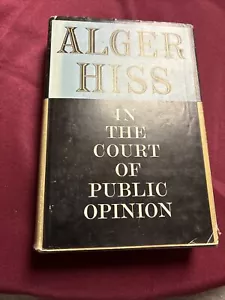 ALGER
HISS
IN
THE
COURT
OF
PUBLIC
OPINION